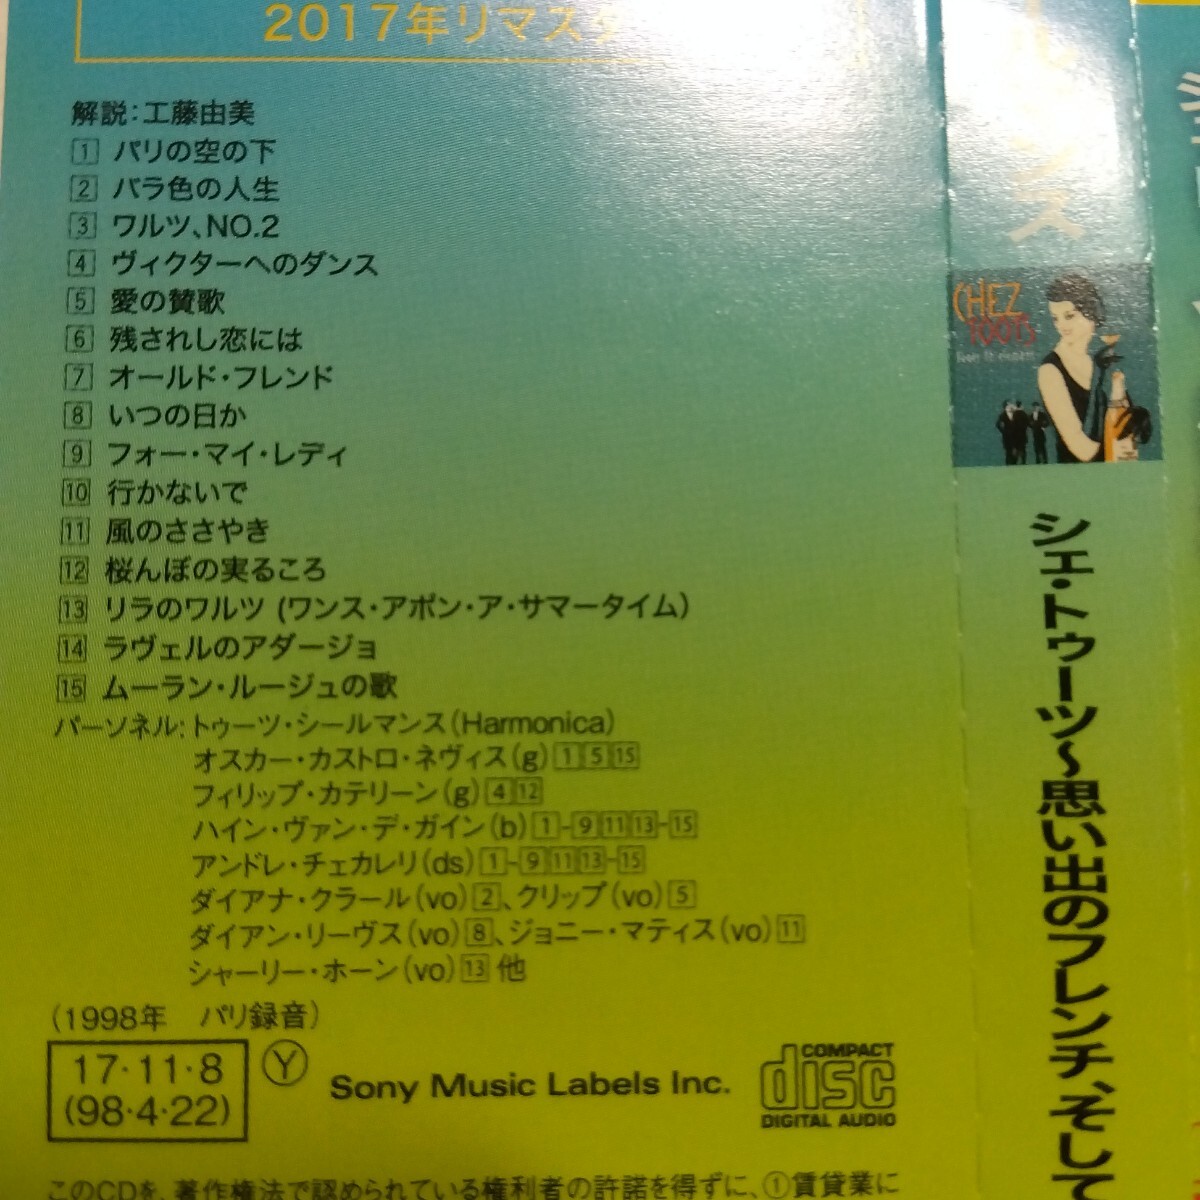 2017年リマスタ
解説:工藤由美
1 パリの空の下
2 バラ色の人生
3 ワルツ、NO.2
4 ヴィクターへのダンス
5 愛の賛歌
6 残されし恋には
7 オールド・フレンド
8 いつの日か
9 フォー・マイ・レディ
10 行かないで
11 風のささやき
12 桜んぼの実るころ
13 リラのワルツ (ワンス・アポン・ア・サマータイム)
14 ラヴェルのアダージョ
15 ムーラン・ルージュの歌
パーソネル:トゥーツ・シールマンス(Harmonica)
オスカー・カストロ・ネヴィス(g) 1 5 15
フィリップ・カテリーン(g) 4 12
ハイン・ヴァン・デ・ガイン(b) 1-9 11 13-15
アンドレ・チェカレリ(ds) 1-9 11 13-15
ダイアナ・クラール(vo) 2、クリップ(vo) 5
ダイアン・リーヴス(vo) 8、ジョニー・マティス(vo) 11
シャーリー・ホーン(vo) 13 他
(1998年 パリ録音)
17・11・8
(98・4・22)
Y
Sony Music Labels Inc.
COMPACT
disc
DIGITAL AUDIO
このCDを、著作権法で認められている権利者の許諾を得ずに、①賃貸業に
ルマンス
CHEZ
TOOTS
シェ・トゥーツ～思い出のフレンチ、そして